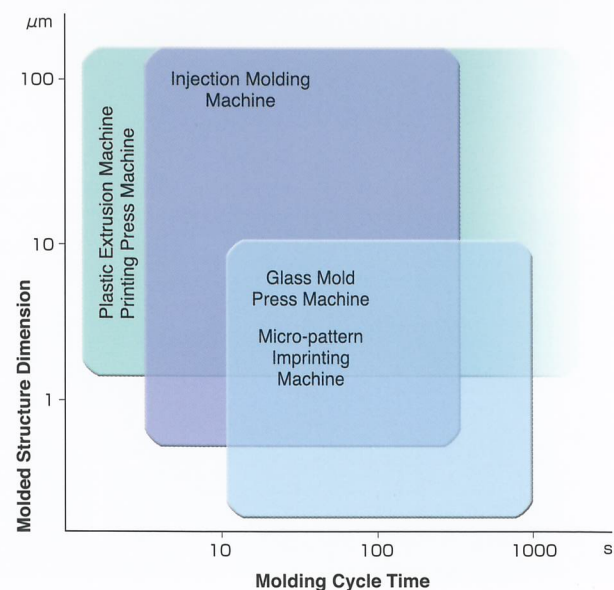 μm
100
10
1
Molded Structure Dimension
Plastic Extrusion Machine
Printing Press Machine
Injection Molding
Machine
Glass Mold
Press Machine
Micro-pattern
Imprinting
Machine
10
100
1000
s
Molding Cycle Time